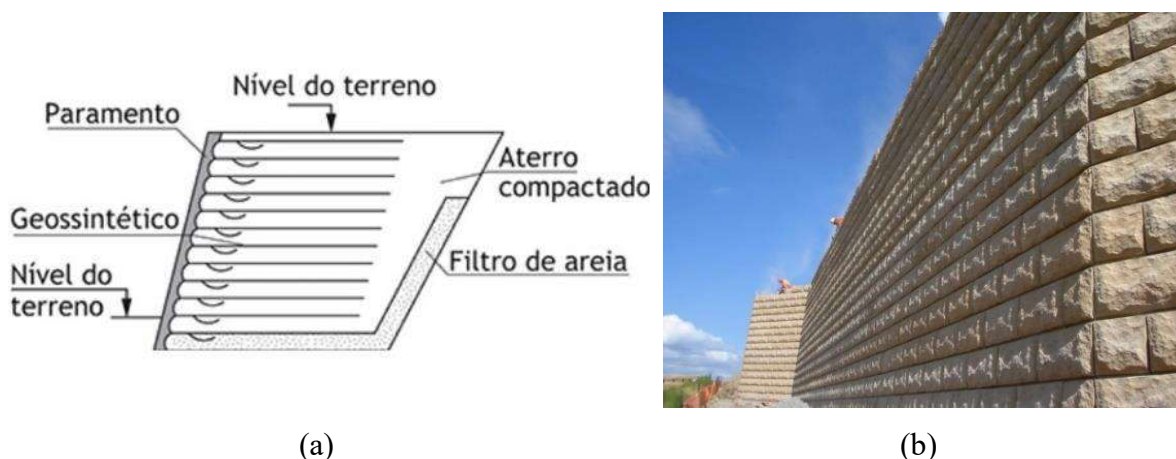 Nível do terreno
Paramento
Aterro
compactado
Geossintético
Filtro de areia
Nível do
terreno
(a)
(b)